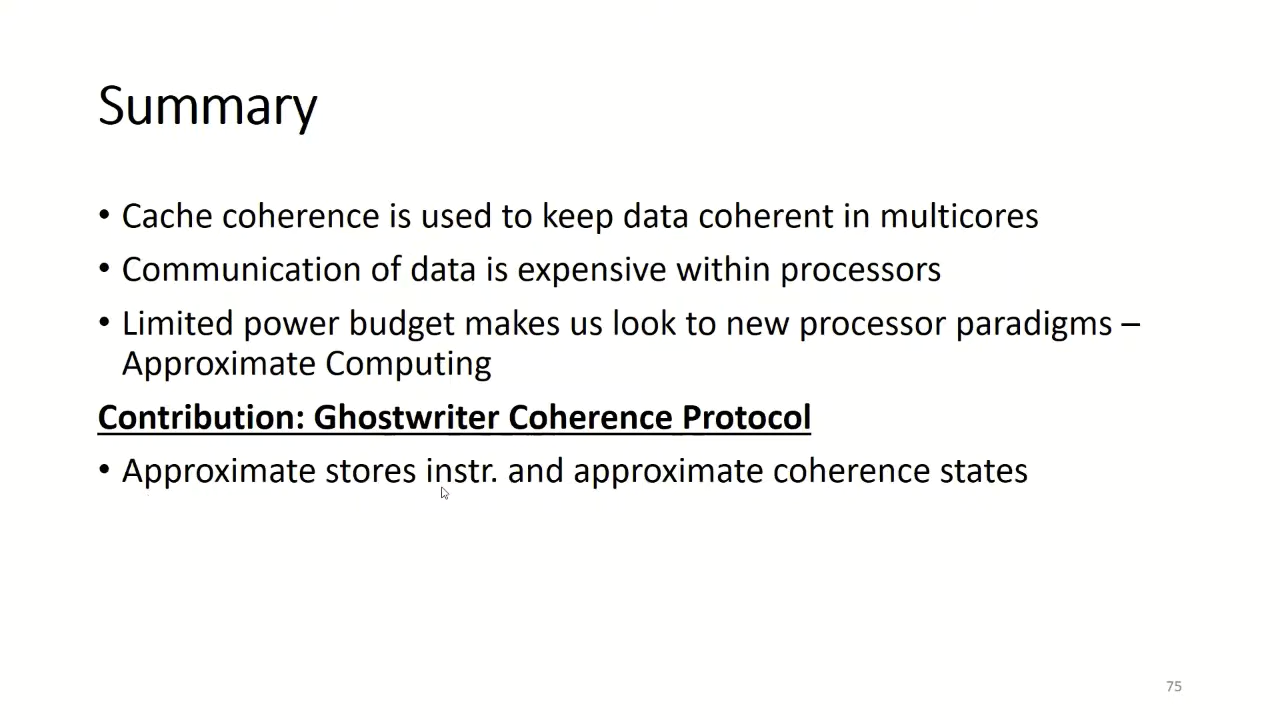 Summary
• Cache coherence is used to keep data coherent in multicores
• Communication of data is expensive within processors
• Limited power budget makes us look to new processor paradigms –
Approximate Computing
Contribution: Ghostwriter Coherence Protocol
• Approximate stores instr. and approximate coherence states
75